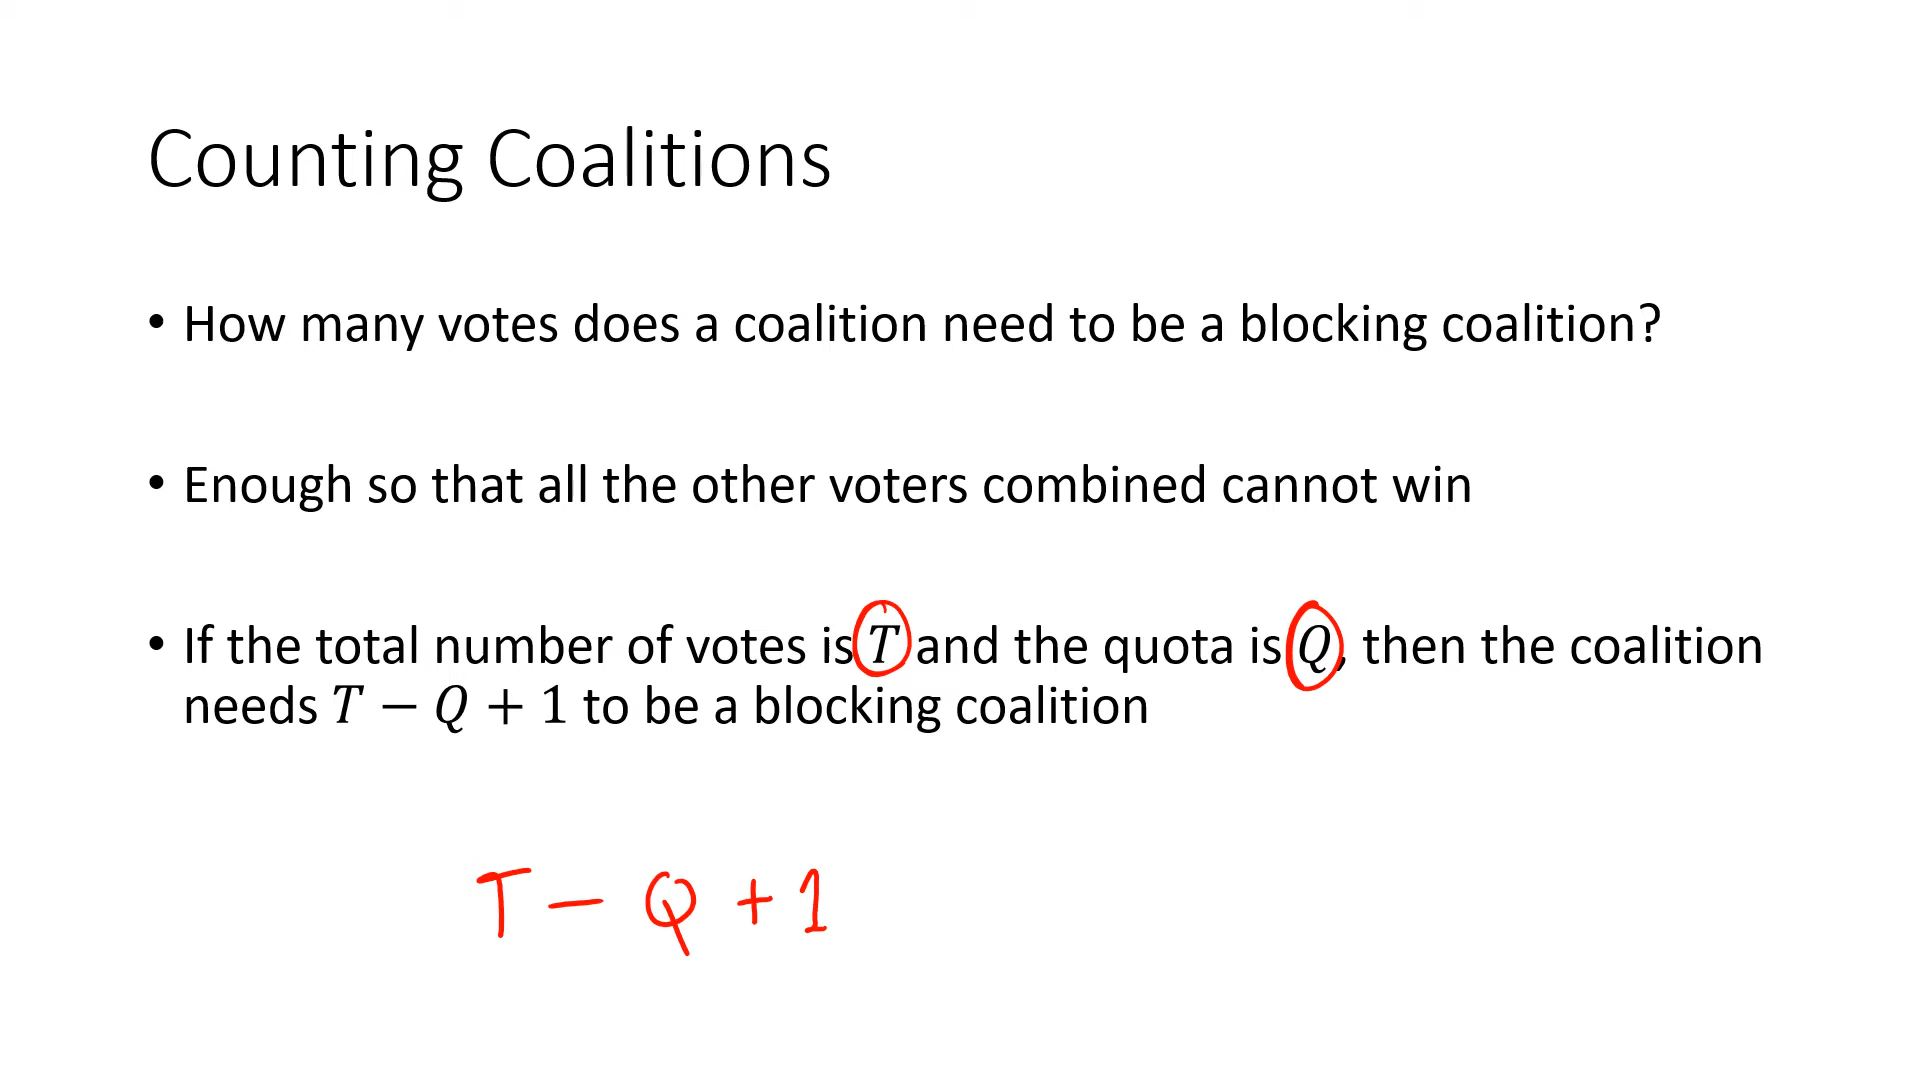 Counting Coalitions
• How many votes does a coalition need to be a blocking coalition?
• Enough so that all the other voters combined cannot win
• If the total number of votes is T and the quota is Q, then the coalition
needs T − Q + 1 to be a blocking coalition
T − Q + 1